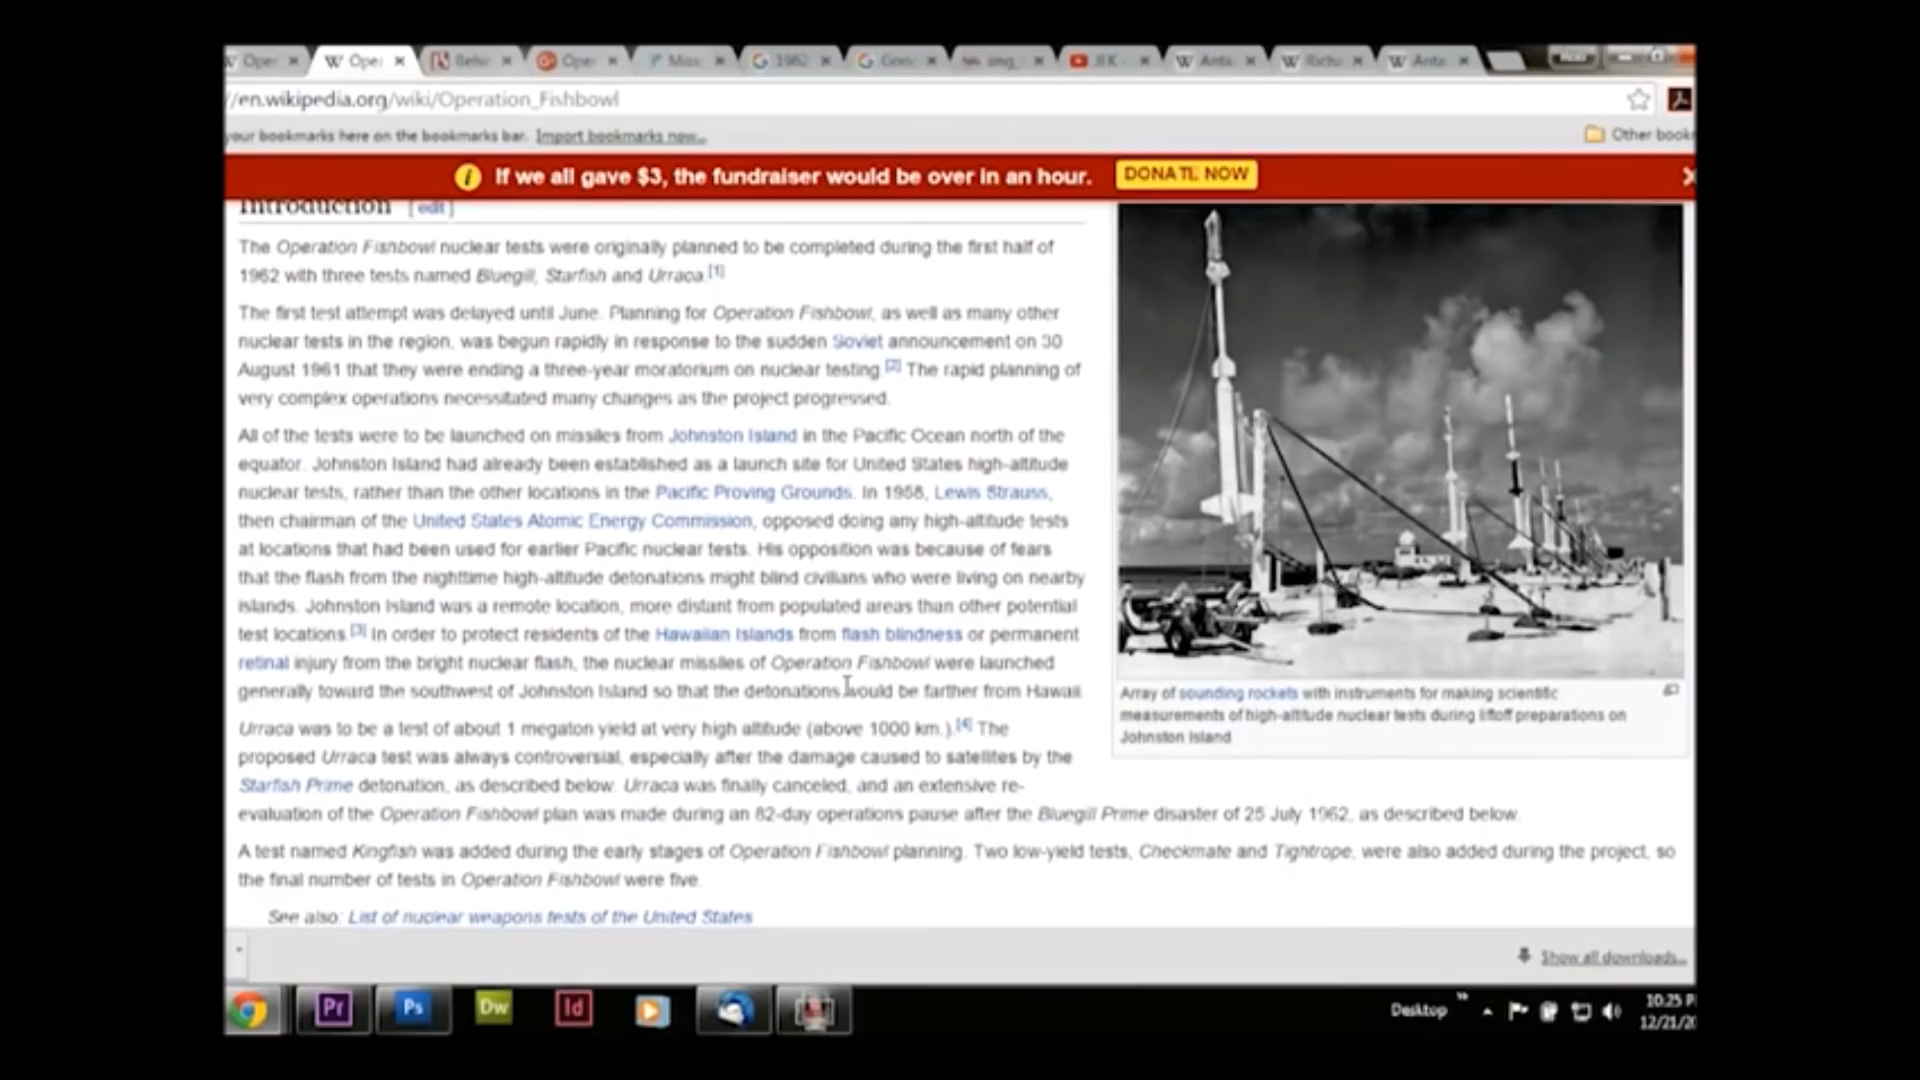 Oper
Oper
Behi
Oper
Miss
1962
Goo
img_
JFK -
Anta
Richa
Anta
//en.wikipedia.org/wiki/Operation_Fishbowl
your bookmarks here on the bookmarks bar. Import bookmarks now...
Other bookr
If we all gave $3, the fundraiser would be over in an hour. DONATE NOW
Introduction [ edit ]
The Operation Fishbowl nuclear tests were originally planned to be completed during the first half of
1962 with three tests named Bluegill, Starfish and Urraca.[1]
The first test attempt was delayed until June. Planning for Operation Fishbowl, as well as many other
nuclear tests in the region, was begun rapidly in response to the sudden Soviet announcement on 30
August 1961 that they were ending a three-year moratorium on nuclear testing.[2] The rapid planning of
very complex operations necessitated many changes as the project progressed.
All of the tests were to be launched on missiles from Johnston Island in the Pacific Ocean north of the
equator. Johnston Island had already been established as a launch site for United States high-altitude
nuclear tests, rather than the other locations in the Pacific Proving Grounds. In 1958, Lewis Strauss,
then chairman of the United States Atomic Energy Commission, opposed doing any high-altitude tests
at locations that had been used for earlier Pacific nuclear tests. His opposition was because of fears
that the flash from the nighttime high-altitude detonations might blind civilians who were living on nearby
islands. Johnston Island was a remote location, more distant from populated areas than other potential
test locations.[3] In order to protect residents of the Hawaiian Islands from flash blindness or permanent
retinal injury from the bright nuclear flash, the nuclear missiles of Operation Fishbowl were launched
generally toward the southwest of Johnston Island so that the detonations would be farther from Hawaii.
Urraca was to be a test of about 1 megaton yield at very high altitude (above 1000 km.).[4] The
proposed Urraca test was always controversial, especially after the damage caused to satellites by the
Starfish Prime detonation, as described below. Urraca was finally canceled, and an extensive re-
evaluation of the Operation Fishbowl plan was made during an 82-day operations pause after the Bluegill Prime disaster of 25 July 1962, as described below.
A test named Kingfish was added during the early stages of Operation Fishbowl planning. Two low-yield tests, Checkmate and Tightrope, were also added during the project, so
the final number of tests in Operation Fishbowl were five.
See also: List of nuclear weapons tests of the United States
Array of sounding rockets with instruments for making scientific
measurements of high-altitude nuclear tests during liftoff preparations on
Johnston Island
Show all downloads...
Pr
Ps
Dw
Id
Desktop
10:25 P
12/21/20